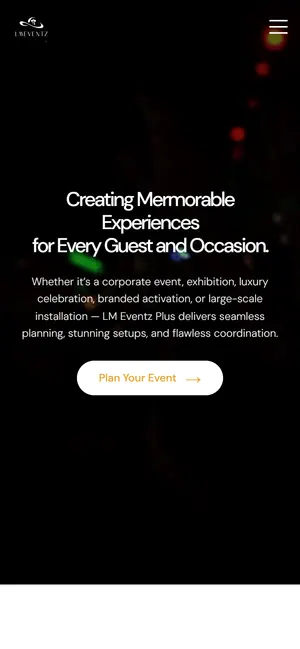 LMEVENTZ
Creating Mermorable
Experiences
for Every Guest and Occasion.
Whether it's a corporate event, exhibition, luxury
celebration, branded activation, or large-scale
installation — LM Eventz Plus delivers seamless
planning, stunning setups, and flawless coordination.
Plan Your Event